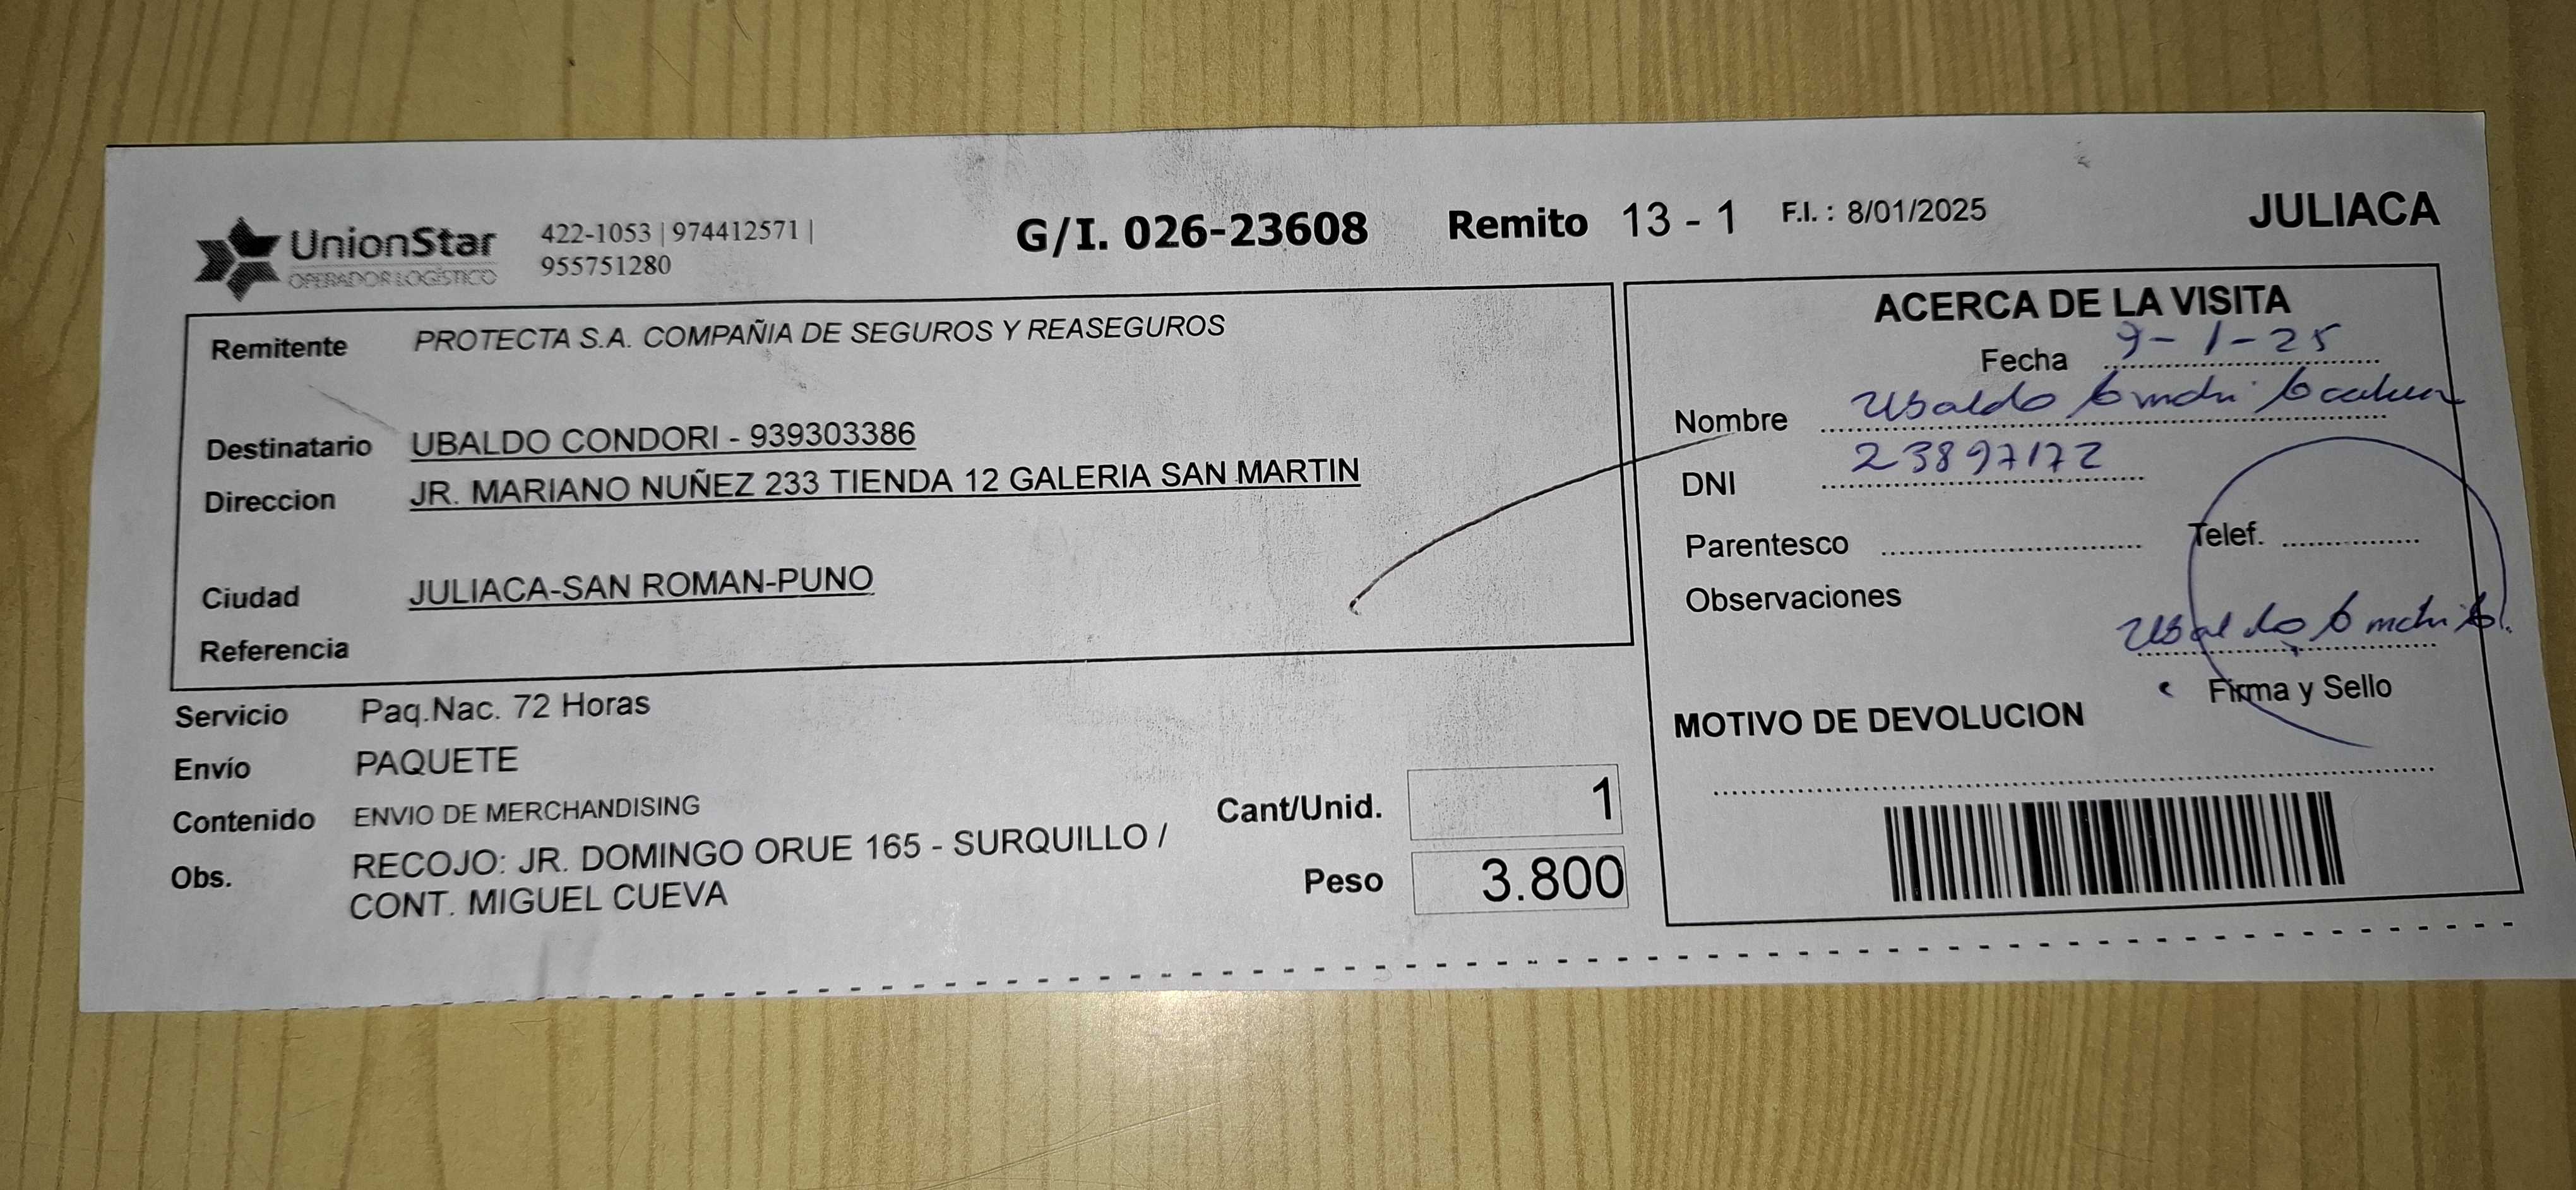 UnionStar
OPERADOR LOGÍSTICO
422-1053 | 974412571 |
955751280
G/I. 026-23608 Remito 13 - 1 F.I. : 8/01/2025 JULIACA
Remitente PROTECTA S.A. COMPAÑIA DE SEGUROS Y REASEGUROS
Destinatario UBALDO CONDORI - 939303386
Direccion JR. MARIANO NUÑEZ 233 TIENDA 12 GALERIA SAN MARTIN
Ciudad JULIACA-SAN ROMAN-PUNO
Referencia
Servicio Paq.Nac. 72 Horas
Envío PAQUETE
Contenido ENVIO DE MERCHANDISING
Obs. RECOJO: JR. DOMINGO ORUE 165 - SURQUILLO /
CONT. MIGUEL CUEVA
Cant/Unid. 1
Peso 3.800
ACERCA DE LA VISITA
Fecha 9-1-25
Nombre Ubaldo Condori
DNI 23897172
Parentesco Telef.
Observaciones
Ubaldo Condori
Firma y Sello
MOTIVO DE DEVOLUCION